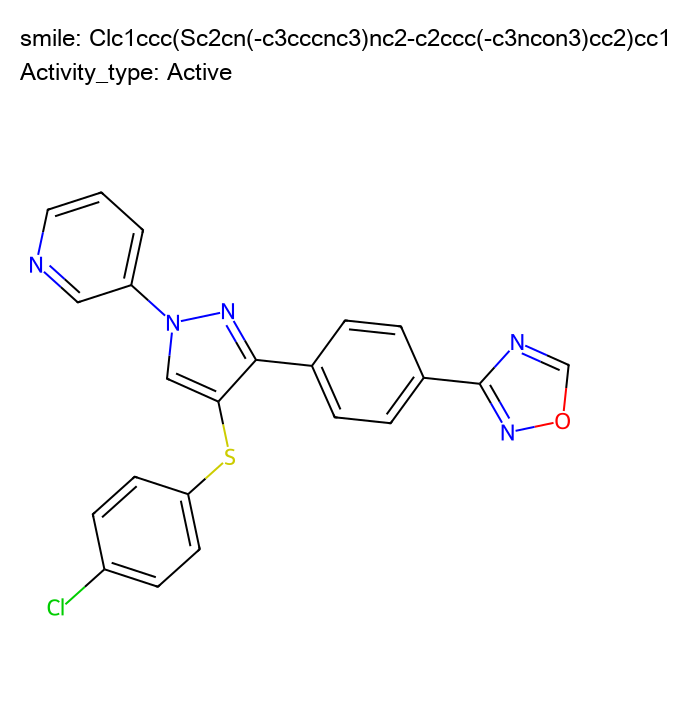 smile: Clc1ccc(Sc2cn(-c3cccnc3)nc2-c2ccc(-c3ncon3)cc2)cc1
Activity_type: Active
N
N
N
N
N
O
S
Cl